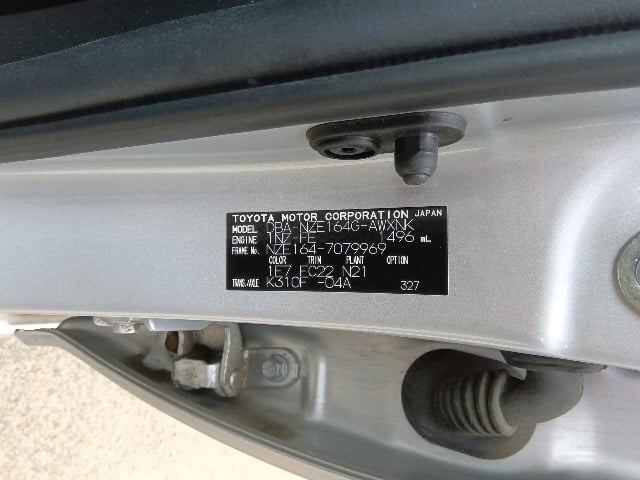 TOYOTA MOTOR CORPORATION JAPAN
MODEL DBA-NZE164G-AWXNK
ENGINE 1NZ-FE 1496 mL
FRAME No. NZE164-7079969
COLOR TRIM PLANT OPTION
1E7 EC22 N21
TRANS./AXLE K310F -04A 327